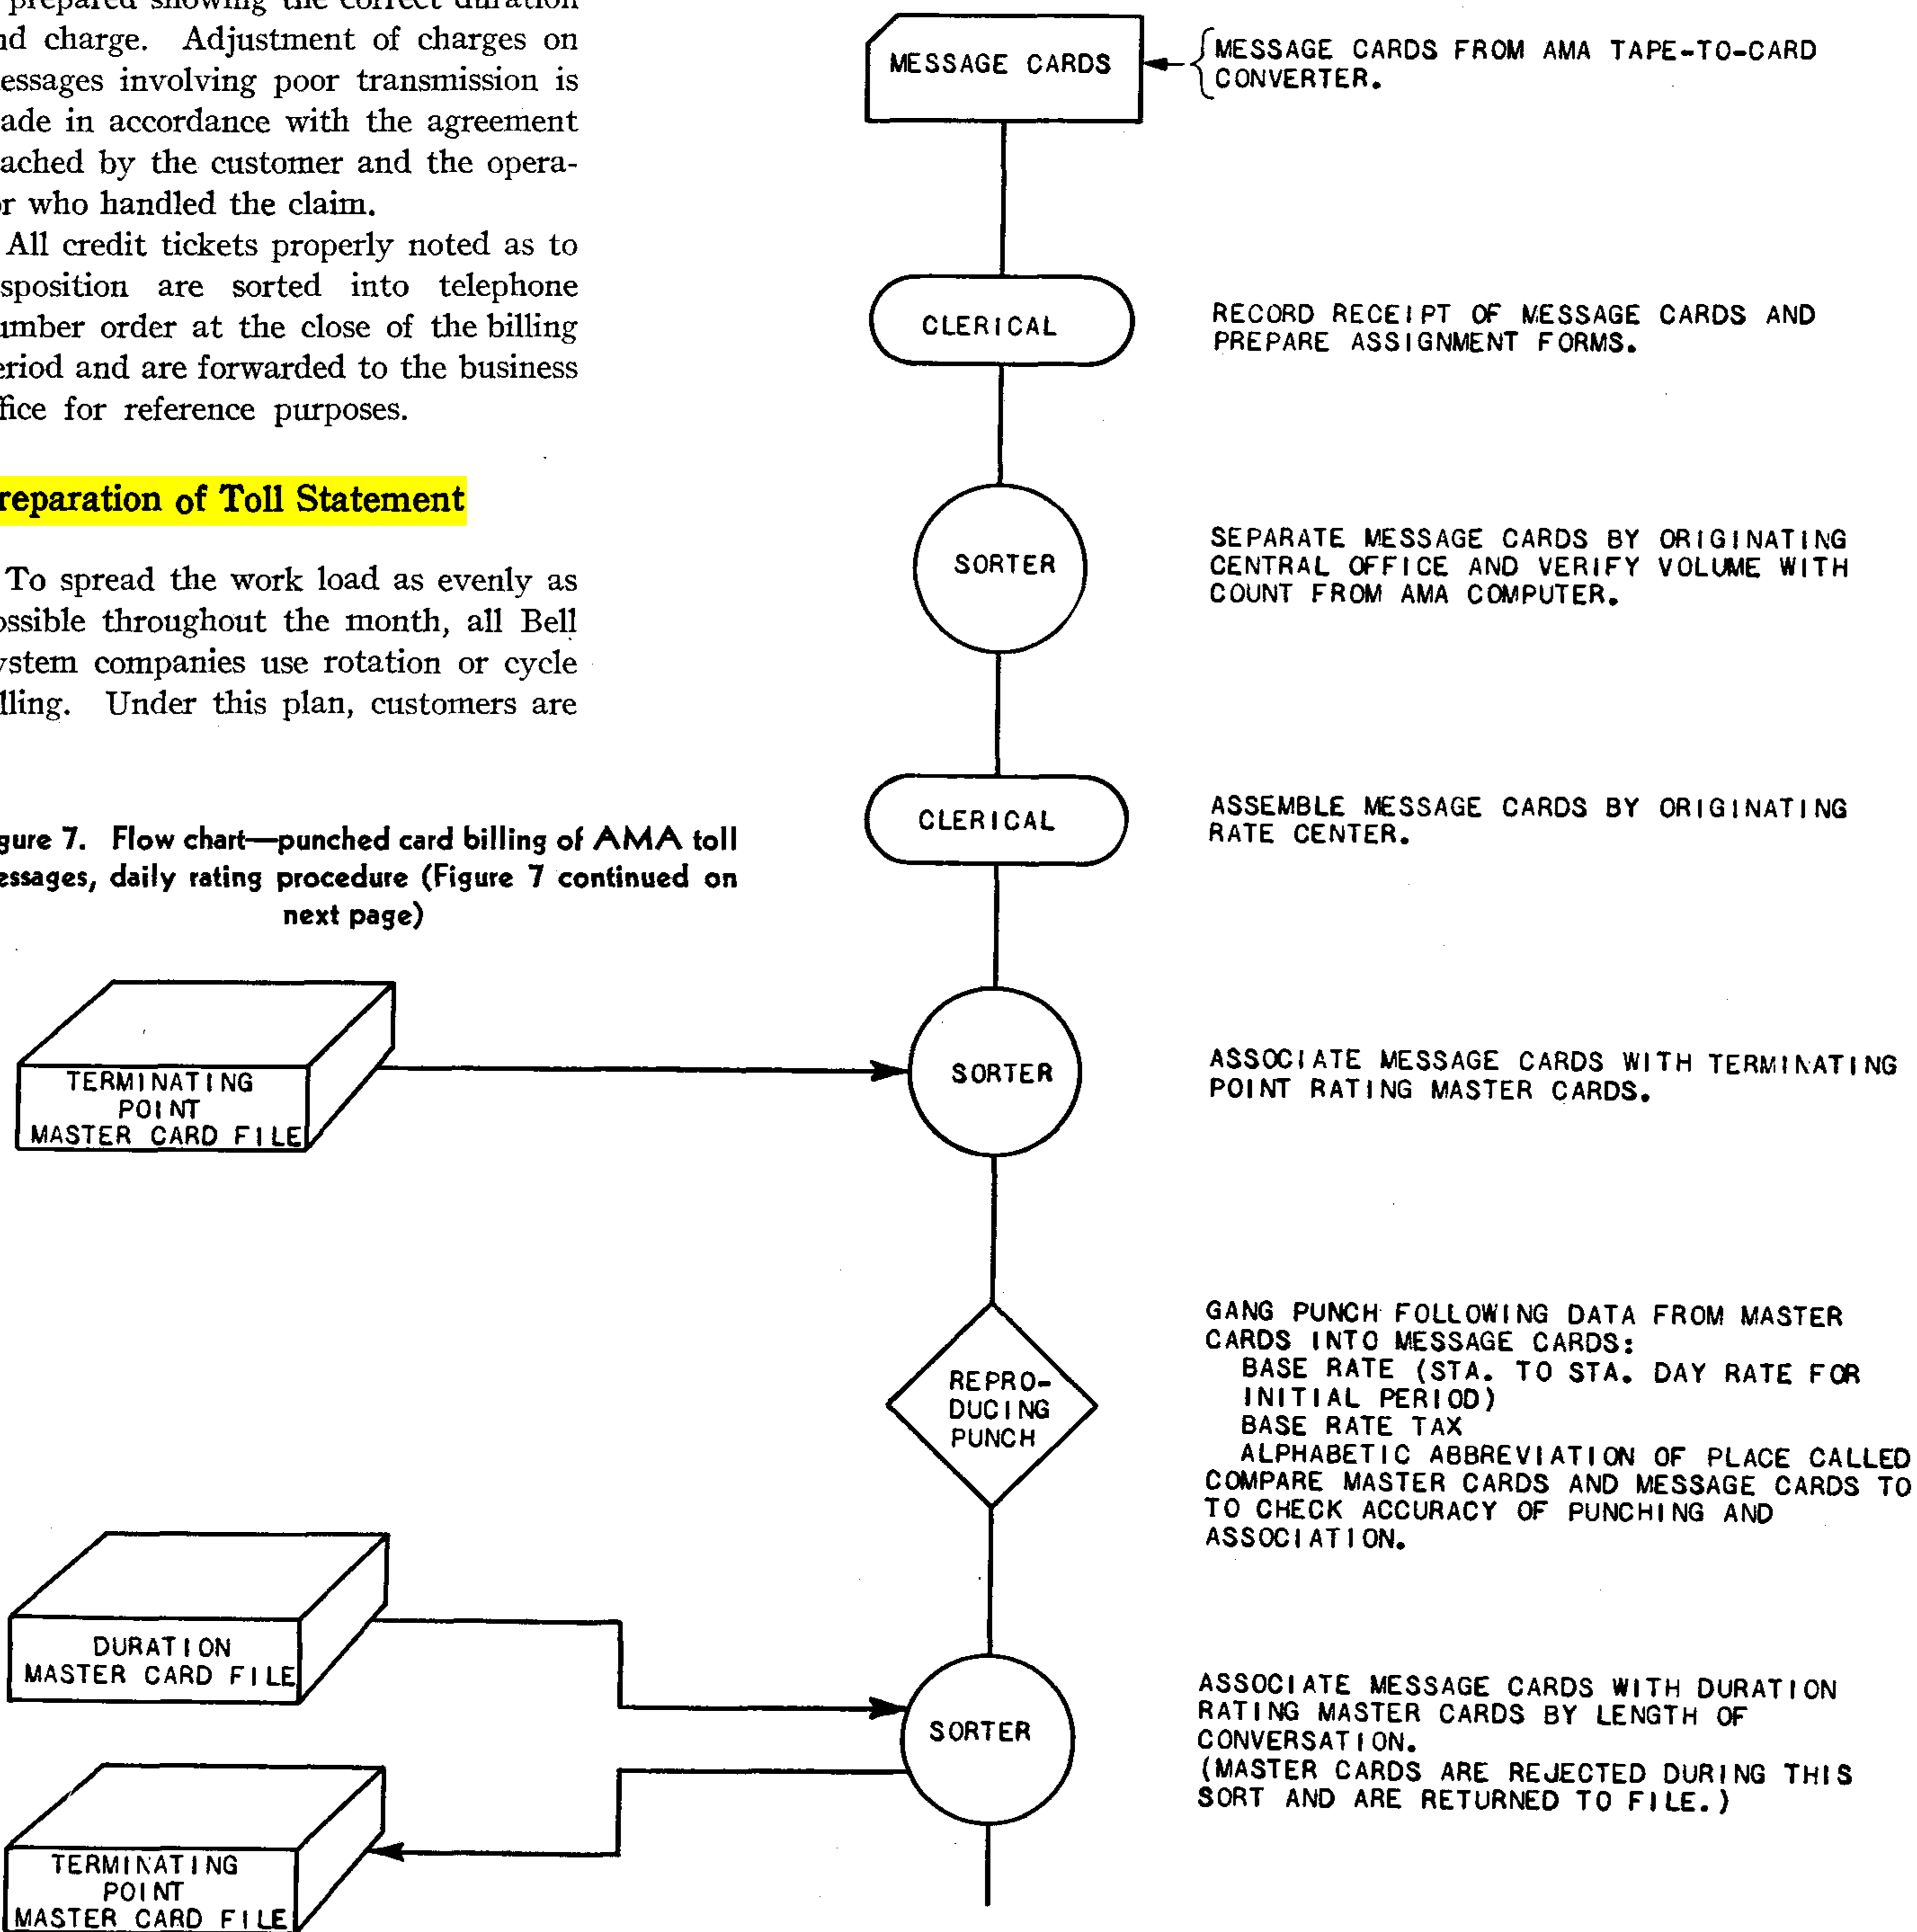 prepared showing the correct duration
nd charge. Adjustment of charges on
essages involving poor transmission is
ade in accordance with the agreement
ached by the customer and the opera-
r who handled the claim.
All credit tickets properly noted as to
sposition are sorted into telephone
umber order at the close of the billing
eriod and are forwarded to the business
fice for reference purposes.
reparation of Toll Statement
To spread the work load as evenly as
ossible throughout the month, all Bell
ystem companies use rotation or cycle
lling. Under this plan, customers are
gure 7. Flow chart—punched card billing of AMA toll
essages, daily rating procedure (Figure 7 continued on
next page)
MESSAGE CARDS
MESSAGE CARDS FROM AMA TAPE-TO-CARD
CONVERTER.
CLERICAL
RECORD RECEIPT OF MESSAGE CARDS AND
PREPARE ASSIGNMENT FORMS.
SORTER
SEPARATE MESSAGE CARDS BY ORIGINATING
CENTRAL OFFICE AND VERIFY VOLUME WITH
COUNT FROM AMA COMPUTER.
CLERICAL
ASSEMBLE MESSAGE CARDS BY ORIGINATING
RATE CENTER.
TERMINATING
POINT
MASTER CARD FILE
SORTER
ASSOCIATE MESSAGE CARDS WITH TERMINATING
POINT RATING MASTER CARDS.
REPRO-
DUCING
PUNCH
GANG PUNCH FOLLOWING DATA FROM MASTER
CARDS INTO MESSAGE CARDS:
BASE RATE (STA. TO STA. DAY RATE FOR
INITIAL PERIOD)
BASE RATE TAX
ALPHABETIC ABBREVIATION OF PLACE CALLED
COMPARE MASTER CARDS AND MESSAGE CARDS TO
TO CHECK ACCURACY OF PUNCHING AND
ASSOCIATION.
DURATION
MASTER CARD FILE
SORTER
ASSOCIATE MESSAGE CARDS WITH DURATION
RATING MASTER CARDS BY LENGTH OF
CONVERSATION.
(MASTER CARDS ARE REJECTED DURING THIS
SORT AND ARE RETURNED TO FILE.)
TERMINATING
POINT
MASTER CARD FILE